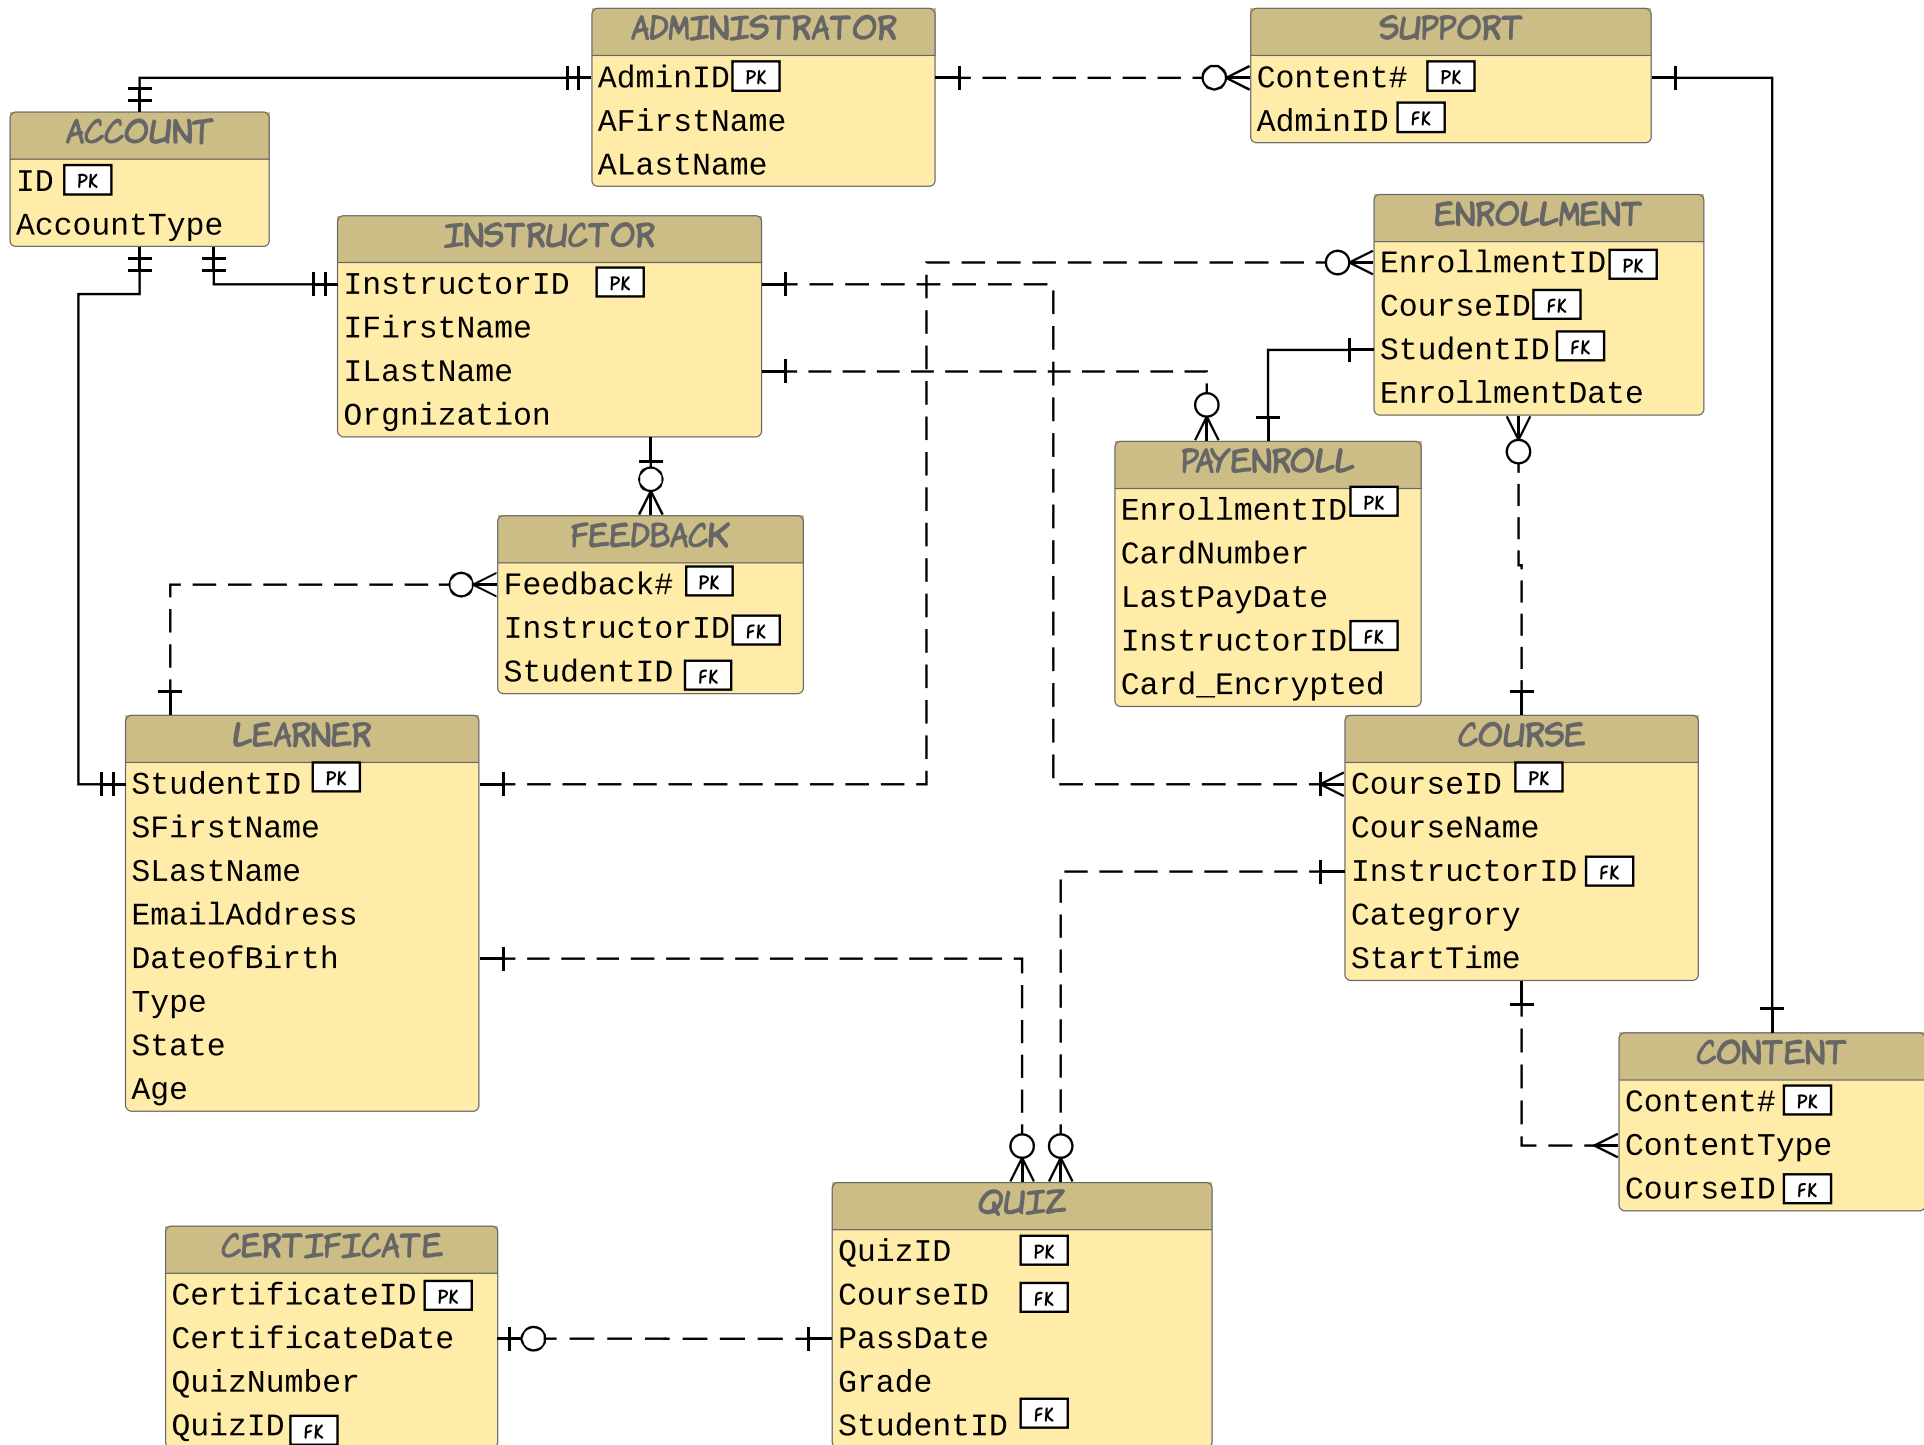 ADMINISTRATOR
AdminID PK
AFirstName
ALastName
SUPPORT
Content# PK
AdminID FK
ACCOUNT
ID PK
AccountType
INSTRUCTOR
InstructorID PK
IFirstName
ILastName
Orgnization
ENROLLMENT
EnrollmentID PK
CourseID FK
StudentID FK
EnrollmentDate
PAYENROLL
EnrollmentID PK
CardNumber
LastPayDate
InstructorID FK
Card_Encrypted
FEEDBACK
Feedback# PK
InstructorID FK
StudentID FK
LEARNER
StudentID PK
SFirstName
SLastName
EmailAddress
DateofBirth
Type
State
Age
COURSE
CourseID PK
CourseName
InstructorID FK
Categrory
StartTime
CONTENT
Content# PK
ContentType
CourseID FK
QUIZ
QuizID PK
CourseID FK
PassDate
Grade
StudentID FK
CERTIFICATE
CertificateID PK
CertificateDate
QuizNumber
QuizID FK